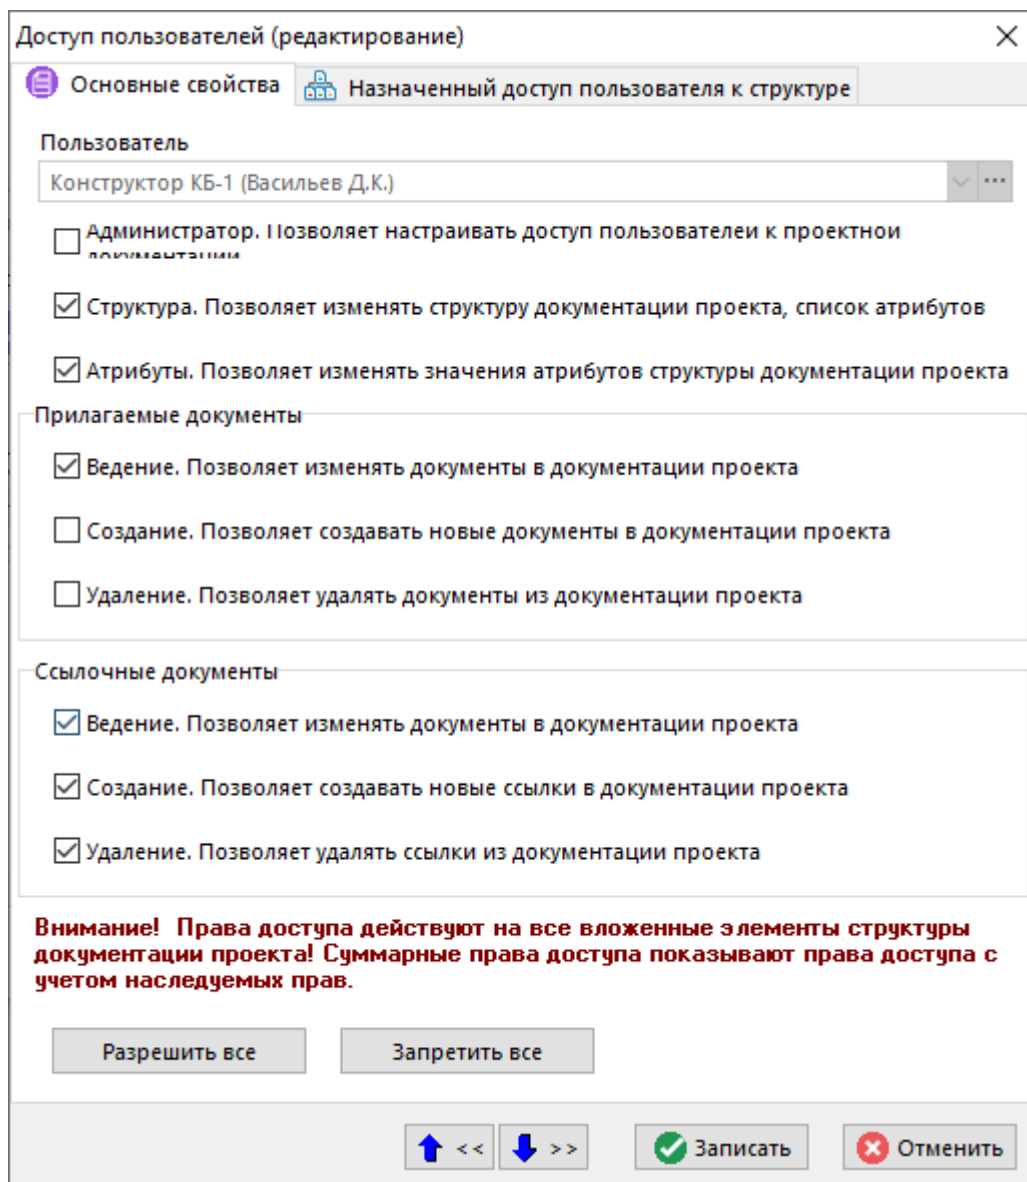 Доступ пользователей (редактирование)
Основные свойства
Назначенный доступ пользователя к структуре
Пользователь
Конструктор КБ-1 (Васильев Д.К.)
Администратор. Позволяет настраивать доступ пользователей к проектной
документации
Структура. Позволяет изменять структуру документации проекта, список атрибутов
Атрибуты. Позволяет изменять значения атрибутов структуры документации проекта
Прилагаемые документы
Ведение. Позволяет изменять документы в документации проекта
Создание. Позволяет создавать новые документы в документации проекта
Удаление. Позволяет удалять документы из документации проекта
Ссылочные документы
Ведение. Позволяет изменять документы в документации проекта
Создание. Позволяет создавать новые ссылки в документации проекта
Удаление. Позволяет удалять ссылки из документации проекта
Внимание! Права доступа действуют на все вложенные элементы структуры
документации проекта! Суммарные права доступа показывают права доступа с
учетом наследуемых прав.
Разрешить все
Запретить все
<<
>>
Записать
Отменить